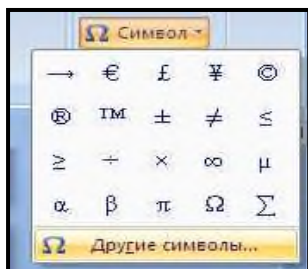 Ω Символ
→ € £ ¥ ©
® ™ ± ≠ ≤
≥ ÷ × ∞ µ
α β π Ω ∑
Ω Другие символы...